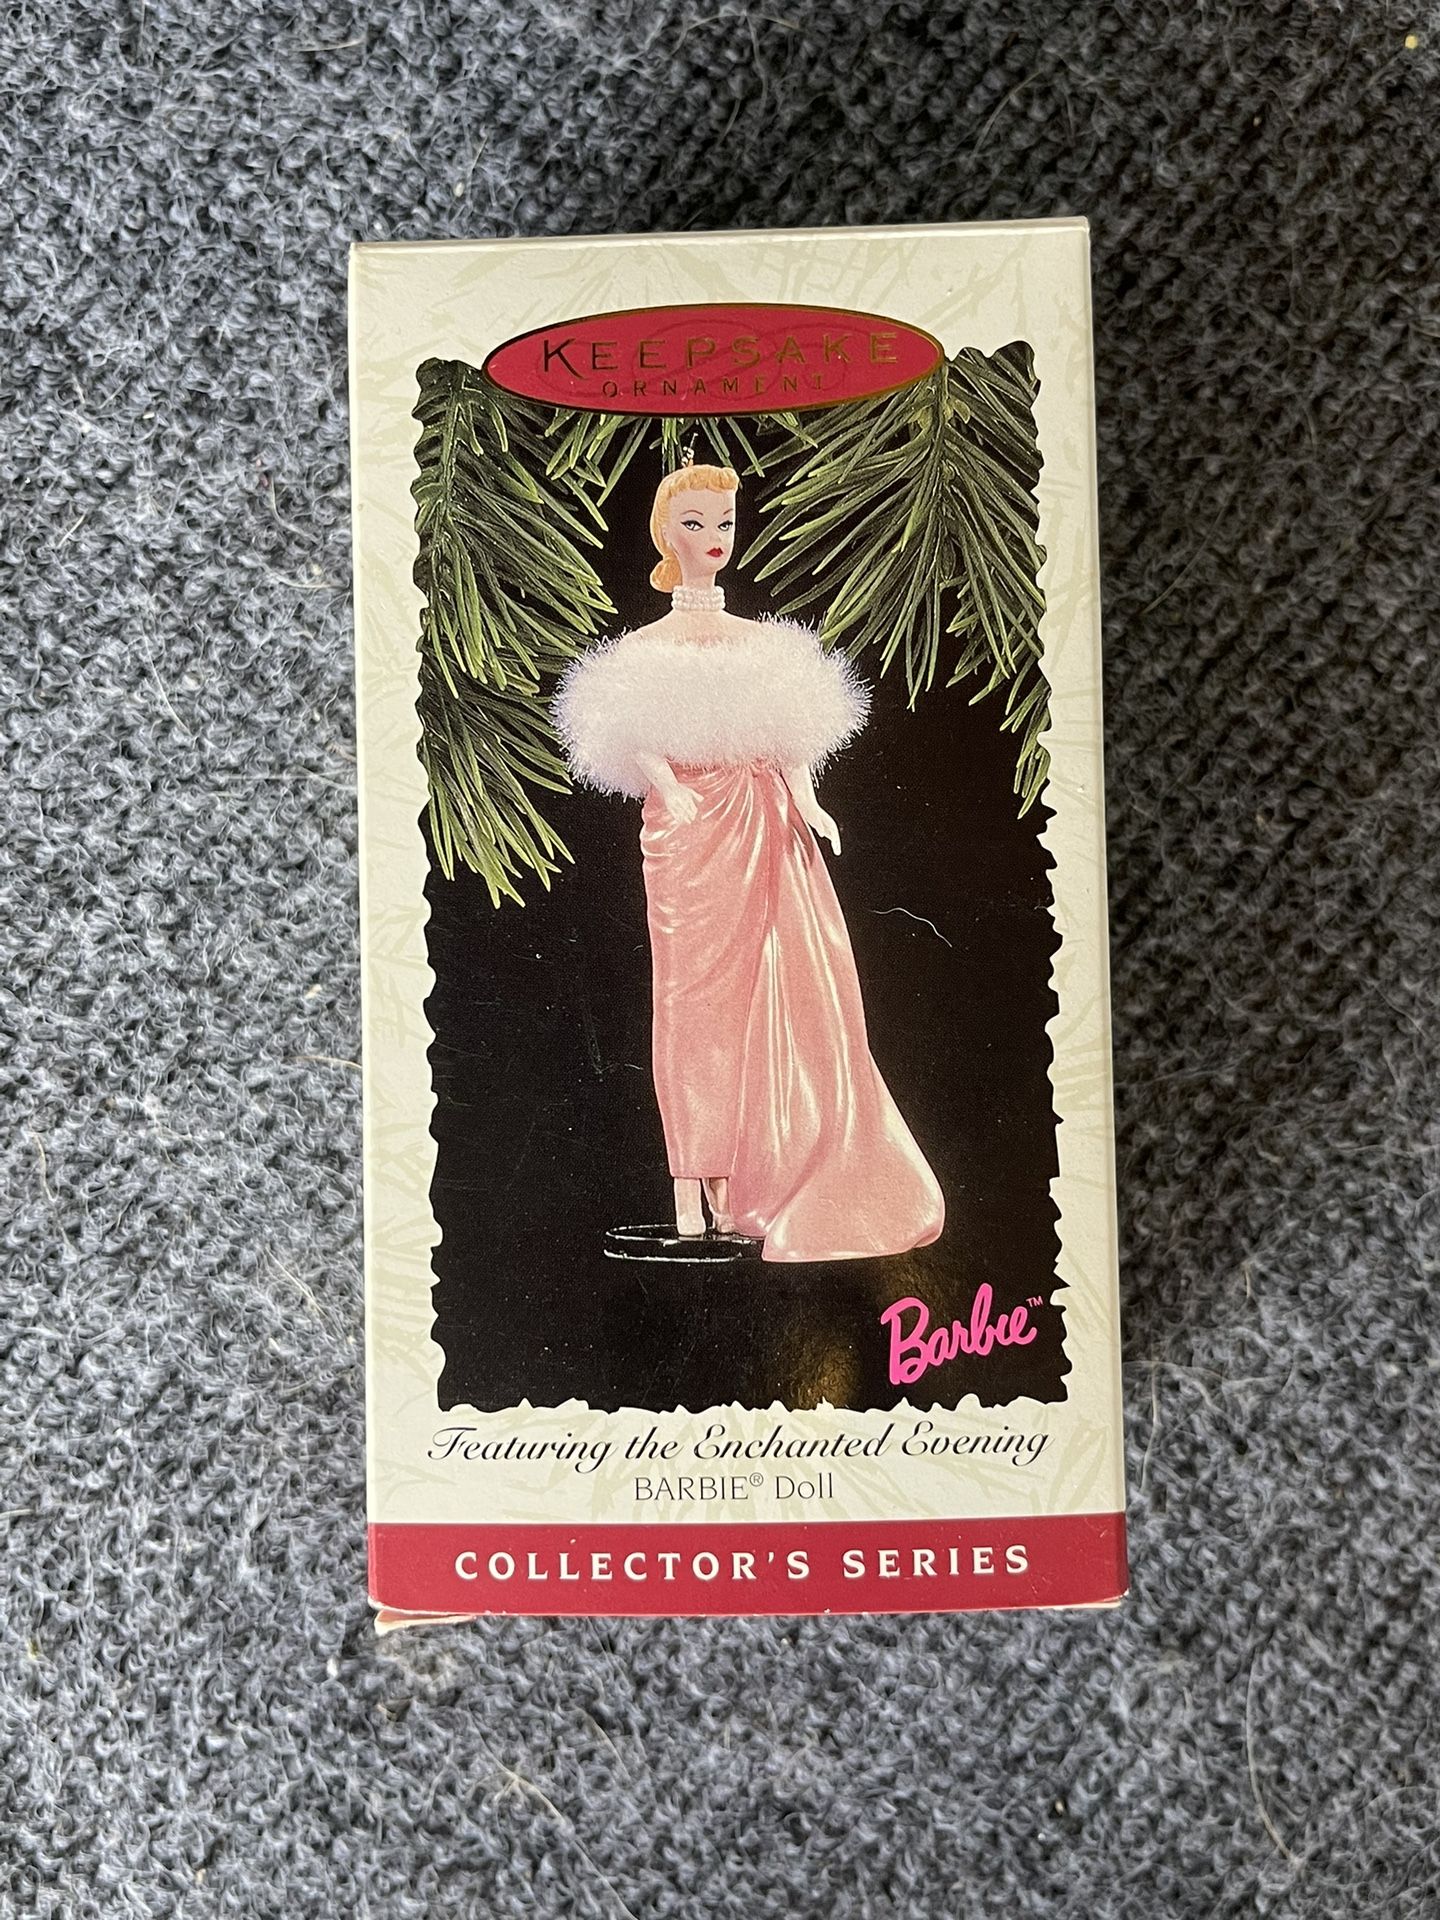 KEEPSAKE
ORNAMENT
Barbie™
Featuring the Enchanted Evening
BARBIE® Doll
COLLECTOR'S SERIES